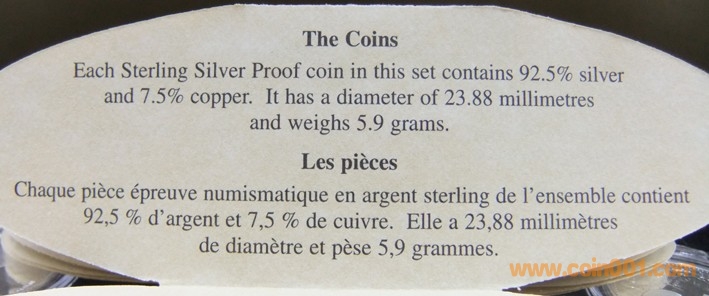 The Coins
Each Sterling Silver Proof coin in this set contains 92.5% silver
and 7.5% copper. It has a diameter of 23.88 millimetres
and weighs 5.9 grams.
Les pièces
Chaque pièce épreuve numismatique en argent sterling de l'ensemble contient
92,5 % d'argent et 7,5 % de cuivre. Elle a 23,88 millimètres
de diamètre et pèse 5,9 grammes.
www.coin001.com